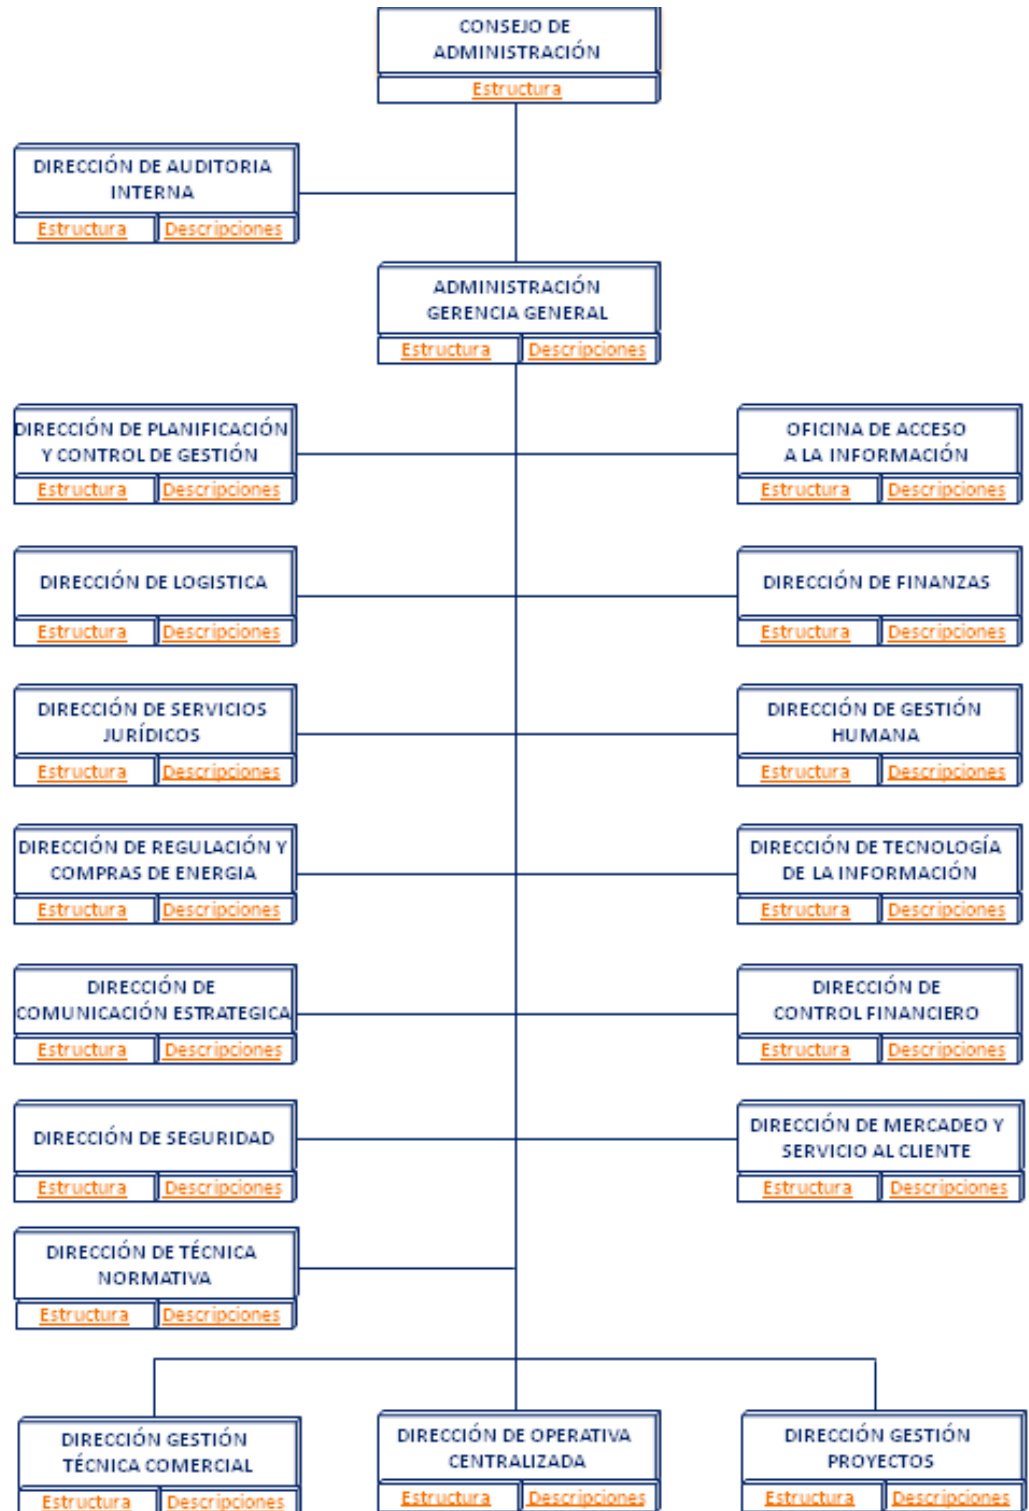 CONSEJO DE
ADMINISTRACIÓN
Estructura
DIRECCIÓN DE AUDITORIA
INTERNA
Estructura Descripciones
ADMINISTRACIÓN
GERENCIA GENERAL
Estructura Descripciones
DIRECCIÓN DE PLANIFICACIÓN
Y CONTROL DE GESTIÓN
Estructura Descripciones
OFICINA DE ACCESO
A LA INFORMACIÓN
Estructura Descripciones
DIRECCIÓN DE LOGISTICA
Estructura Descripciones
DIRECCIÓN DE FINANZAS
Estructura Descripciones
DIRECCIÓN DE SERVICIOS
JURÍDICOS
Estructura Descripciones
DIRECCIÓN DE GESTIÓN
HUMANA
Estructura Descripciones
DIRECCIÓN DE REGULACIÓN Y
COMPRAS DE ENERGIA
Estructura Descripciones
DIRECCIÓN DE TECNOLOGÍA
DE LA INFORMACIÓN
Estructura Descripciones
DIRECCIÓN DE
COMUNICACIÓN ESTRATEGICA
Estructura Descripciones
DIRECCIÓN DE
CONTROL FINANCIERO
Estructura Descripciones
DIRECCIÓN DE SEGURIDAD
Estructura Descripciones
DIRECCIÓN DE MERCADEO Y
SERVICIO AL CLIENTE
Estructura Descripciones
DIRECCIÓN DE TÉCNICA
NORMATIVA
Estructura Descripciones
DIRECCIÓN GESTIÓN
TÉCNICA COMERCIAL
Estructura Descripciones
DIRECCIÓN DE OPERATIVA
CENTRALIZADA
Estructura Descripciones
DIRECCIÓN GESTIÓN
PROYECTOS
Estructura Descripciones